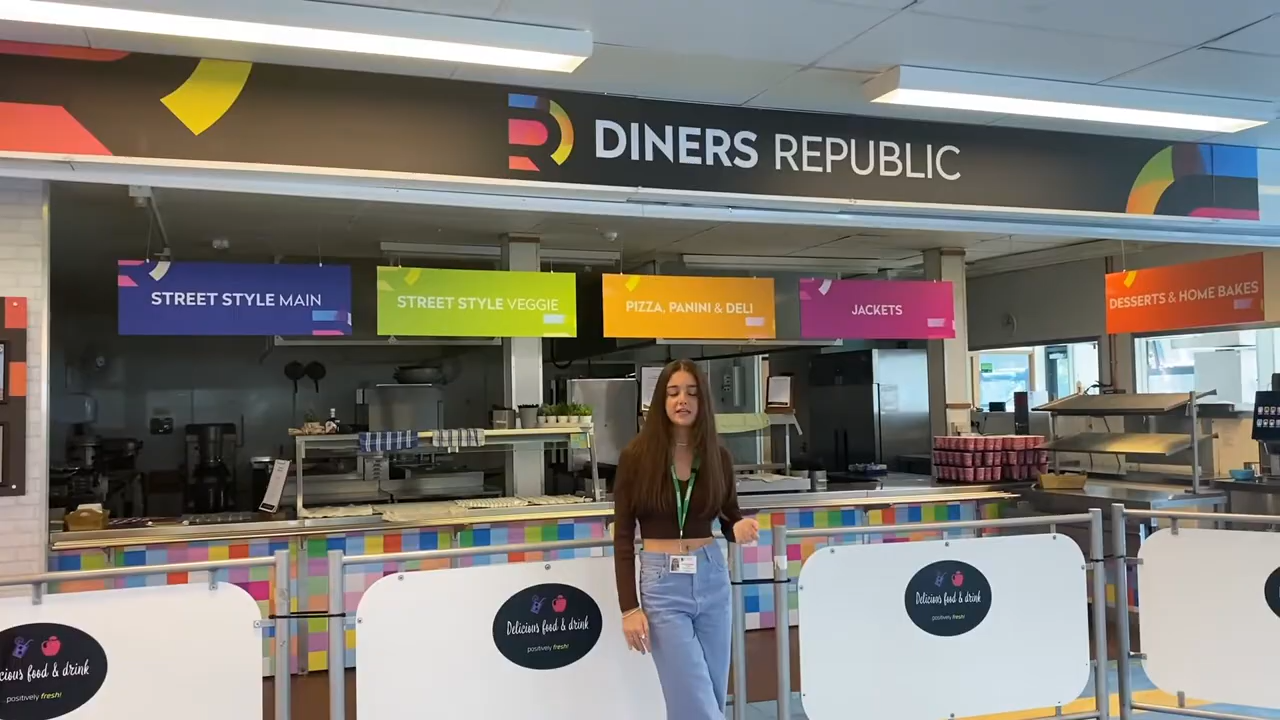 DINERS REPUBLIC
STREET STYLE MAIN
STREET STYLE VEGGIE
PIZZA, PANINI & DELI
JACKETS
DESSERTS & HOME BAKES
Delicious food & drink
positively fresh!
Delicious food & drink
positively fresh!
cious food & drink
positively fresh!